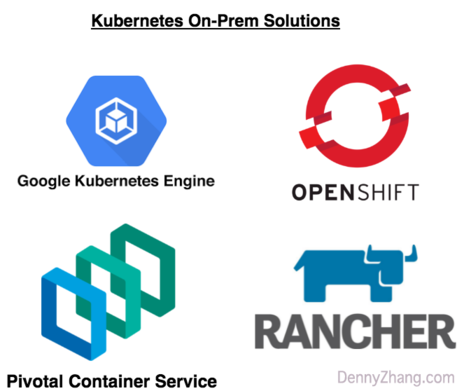 Kubernetes On-Prem Solutions
Google Kubernetes Engine
OPENSHIFT
Pivotal Container Service
RANCHER
DennyZhang.com